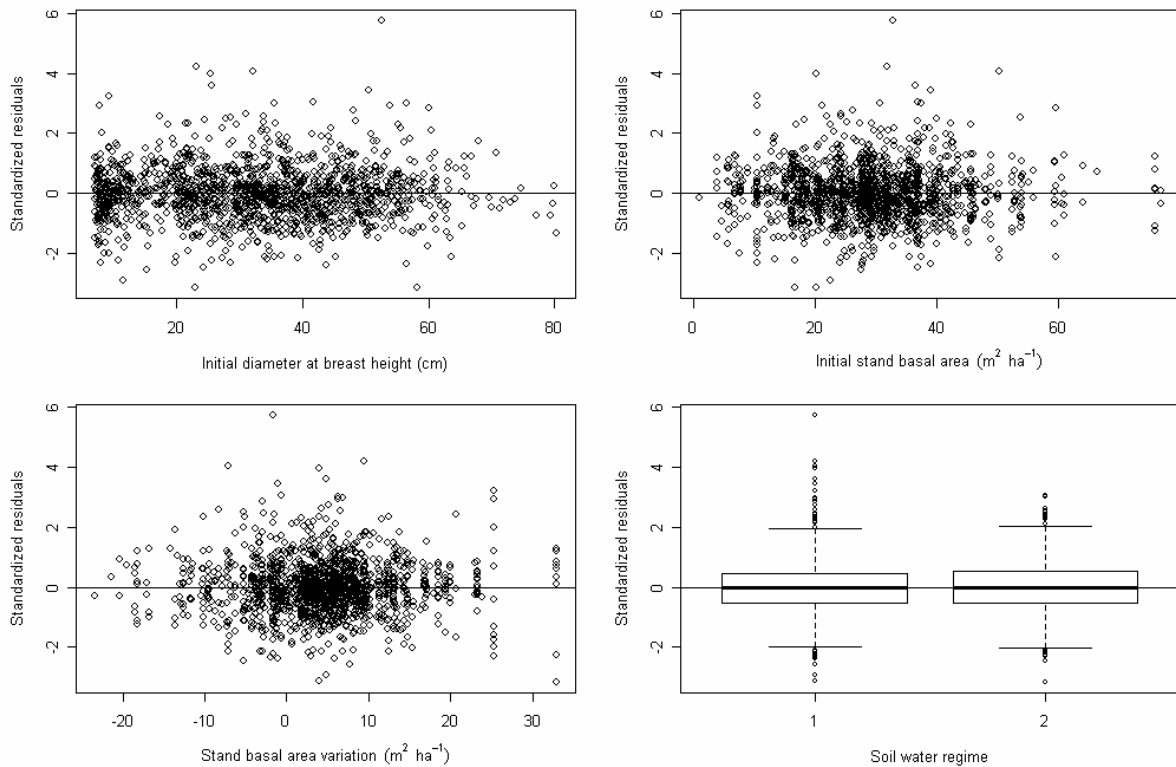 6
4
2
0
-2
Standardized residuals
20 40 60 80
Initial diameter at breast height (cm)
6
4
2
0
-2
Standardized residuals
0 20 40 60
Initial stand basal area (m² ha⁻¹)
6
4
2
0
-2
Standardized residuals
-20 -10 0 10 20 30
Stand basal area variation (m² ha⁻¹)
6
4
2
0
-2
Standardized residuals
1 2
Soil water regime